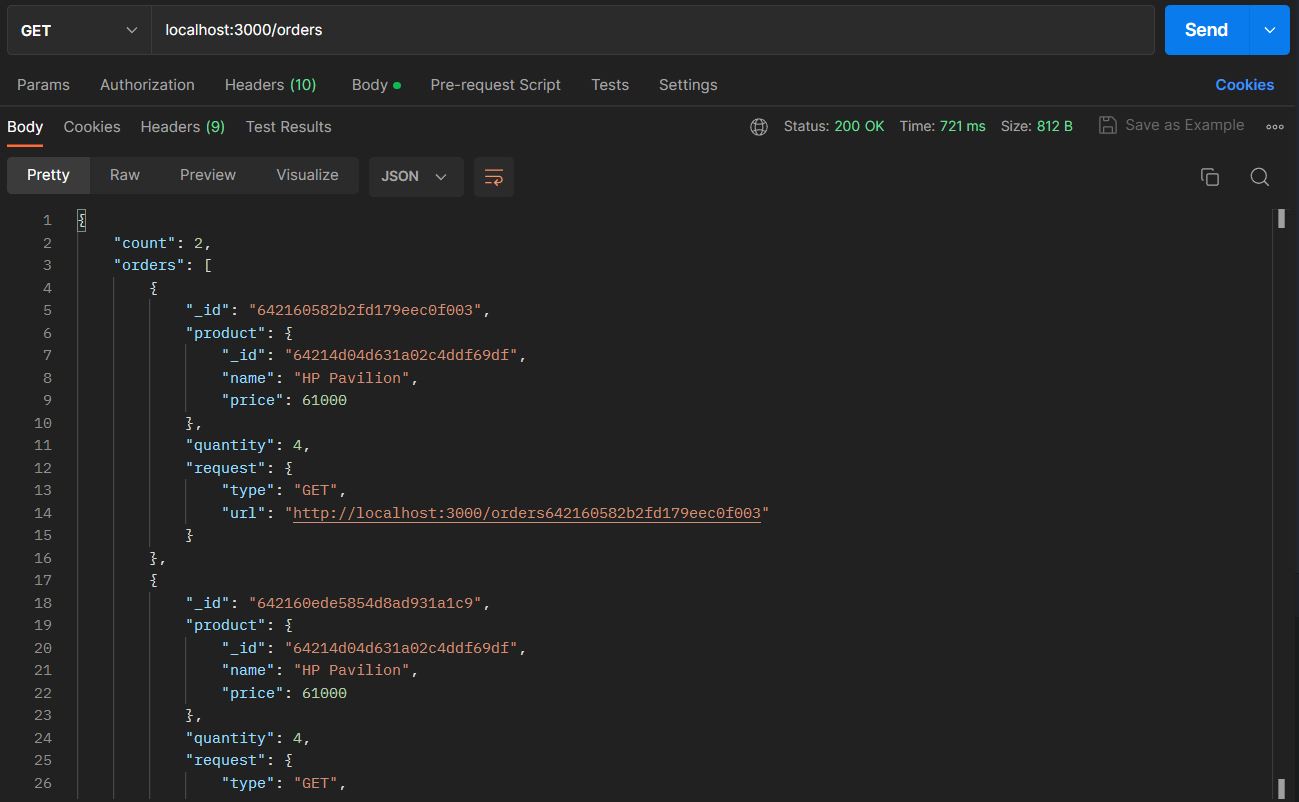 GET localhost:3000/orders Send
Params Authorization Headers (10) Body Pre-request Script Tests Settings Cookies
Body Cookies Headers (9) Test Results Status: 200 OK Time: 721 ms Size: 812 B Save as Example
Pretty Raw Preview Visualize JSON
1 {
2 "count": 2,
3 "orders": [
4 {
5 "_id": "642160582b2fd179eec0f003",
6 "product": {
7 "_id": "64214d04d631a02c4ddf69df",
8 "name": "HP Pavilion",
9 "price": 61000
10 },
11 "quantity": 4,
12 "request": {
13 "type": "GET",
14 "url": "http://localhost:3000/orders642160582b2fd179eec0f003"
15 }
16 },
17 {
18 "_id": "642160ede5854d8ad931a1c9",
19 "product": {
20 "_id": "64214d04d631a02c4ddf69df",
21 "name": "HP Pavilion",
22 "price": 61000
23 },
24 "quantity": 4,
25 "request": {
26 "type": "GET",